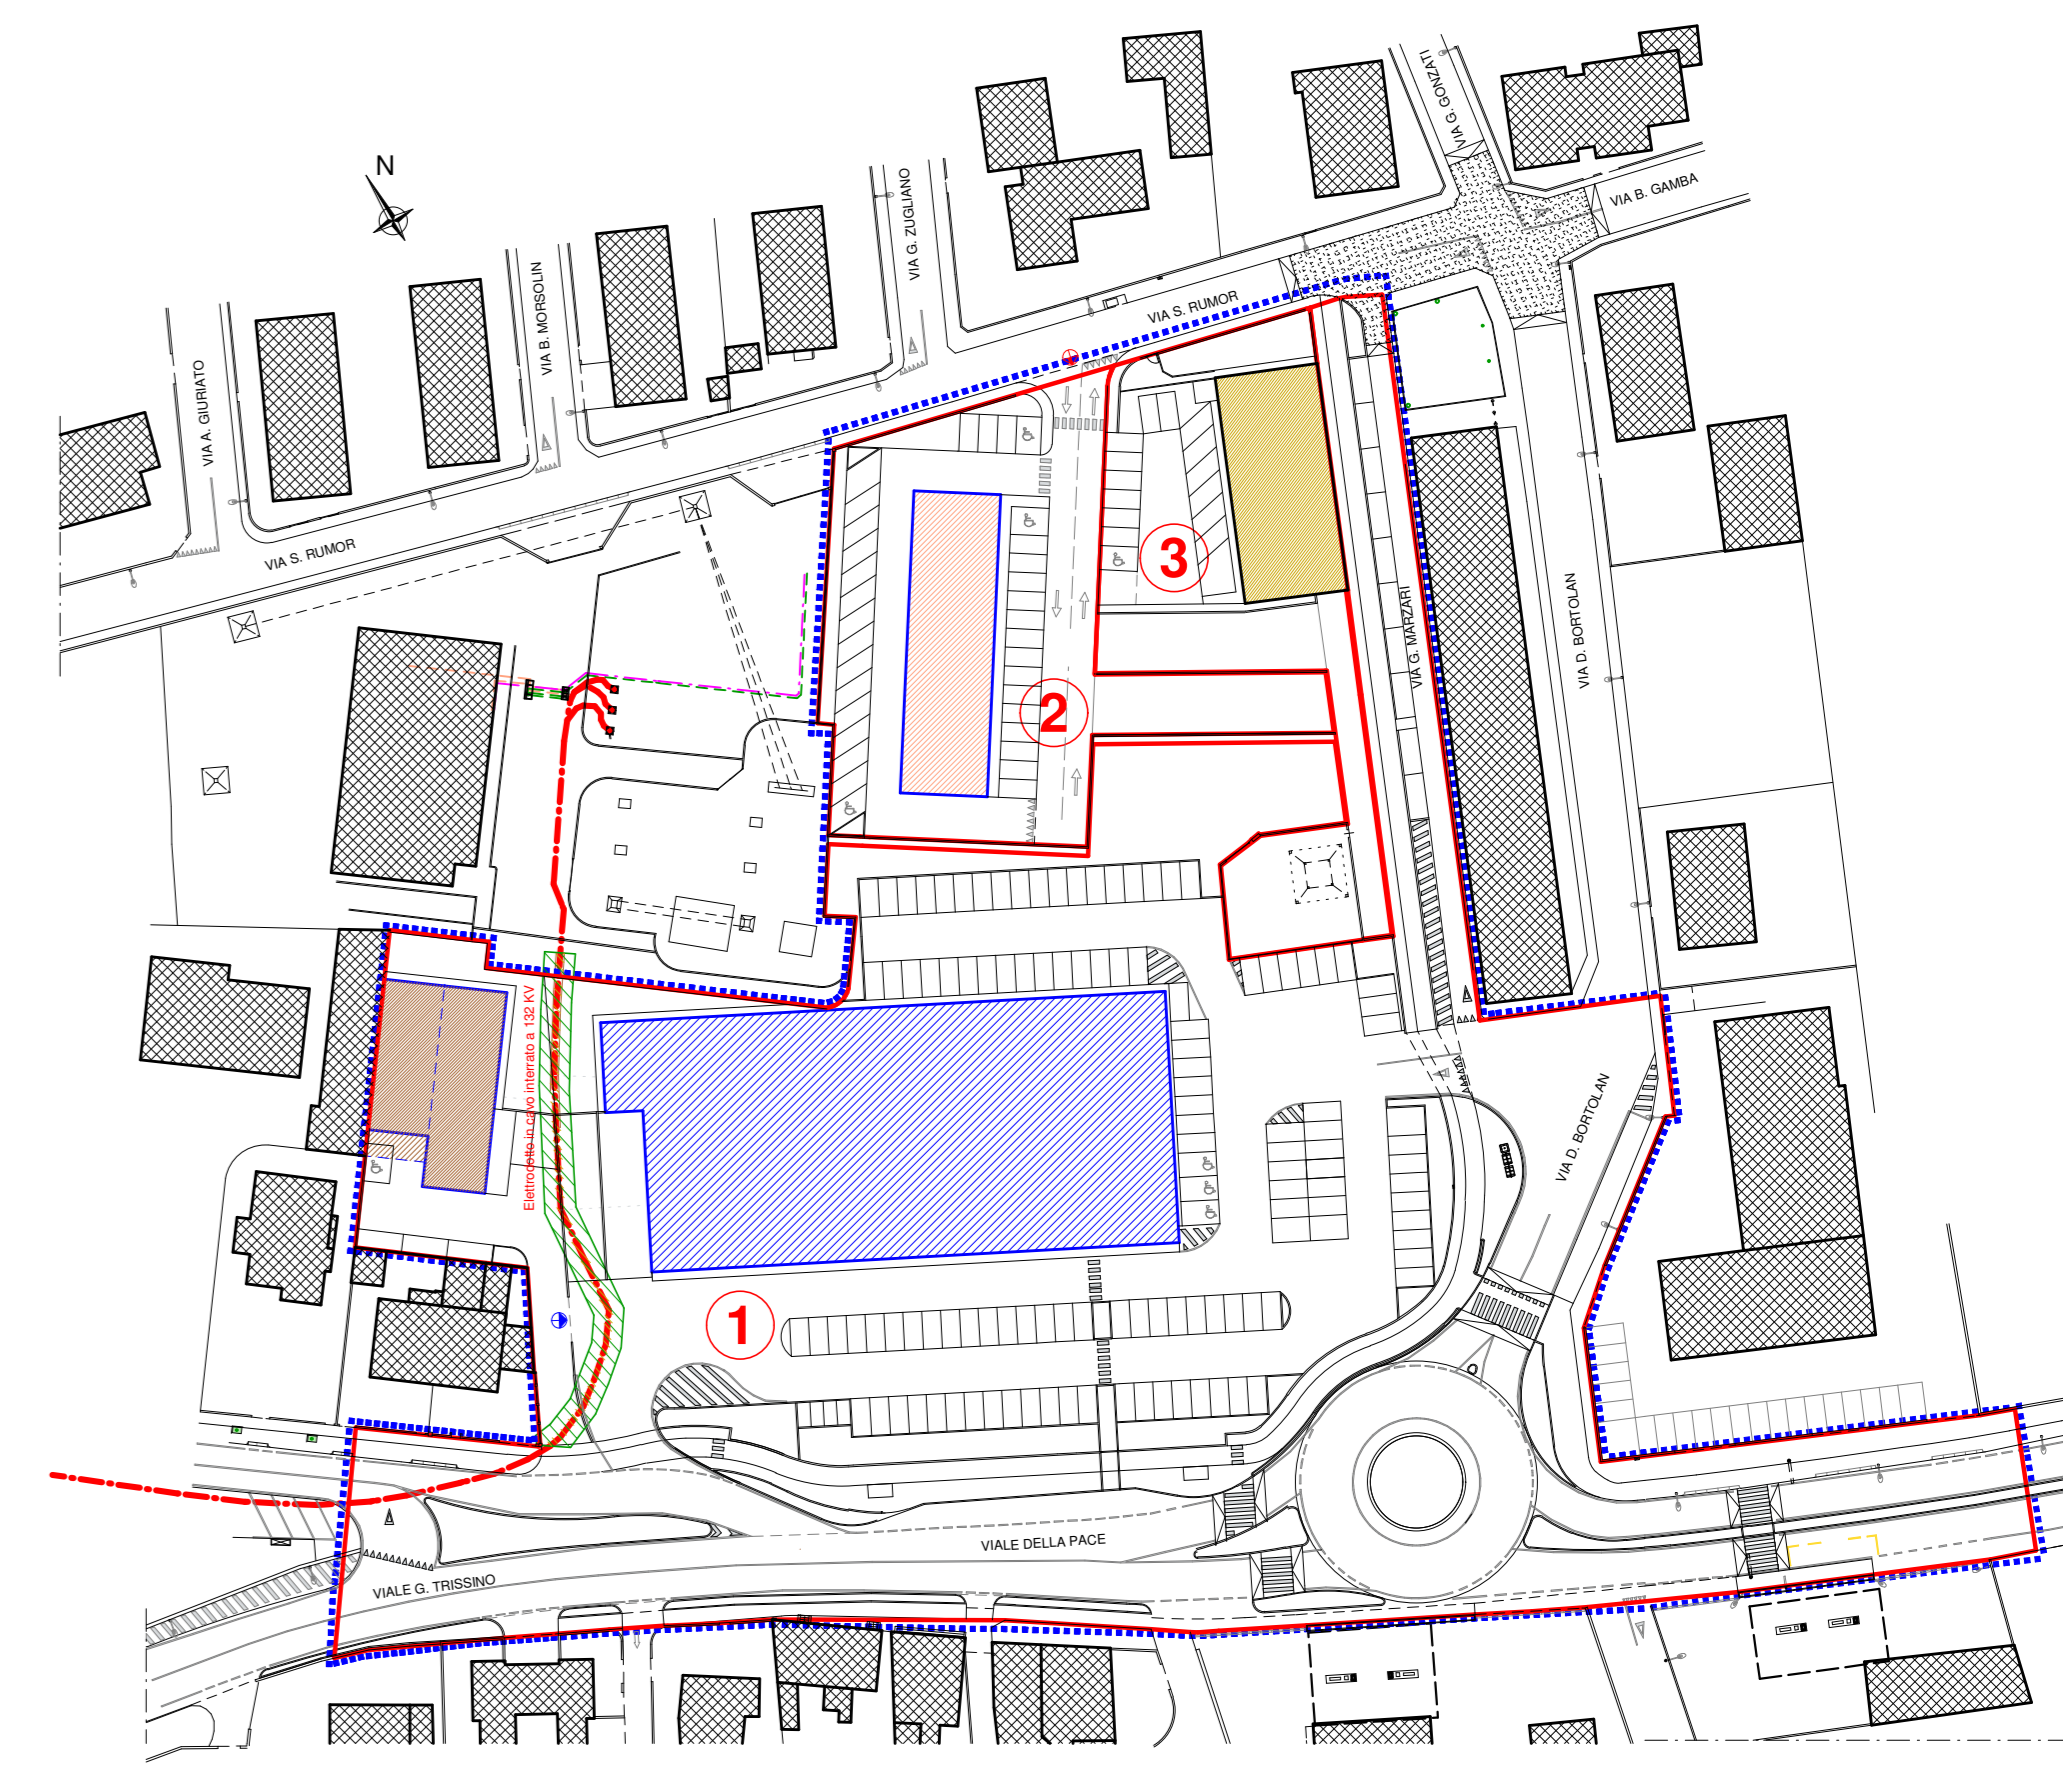 VIA G. GONZATI
N
VIA B. GAMBA
VIA G. ZUGLIANO
VIA B. MORSOLIN
VIA S. RUMOR
VIA A. GIURIATO
VIA S. RUMOR
3
VIA G. MARZARI
VIA D. BORTOLAN
2
Elettrodotto in cavo interrato a 132 KV
VIA D. BORTOLAN
1
VIALE DELLA PACE
VIALE G. TRISSINO